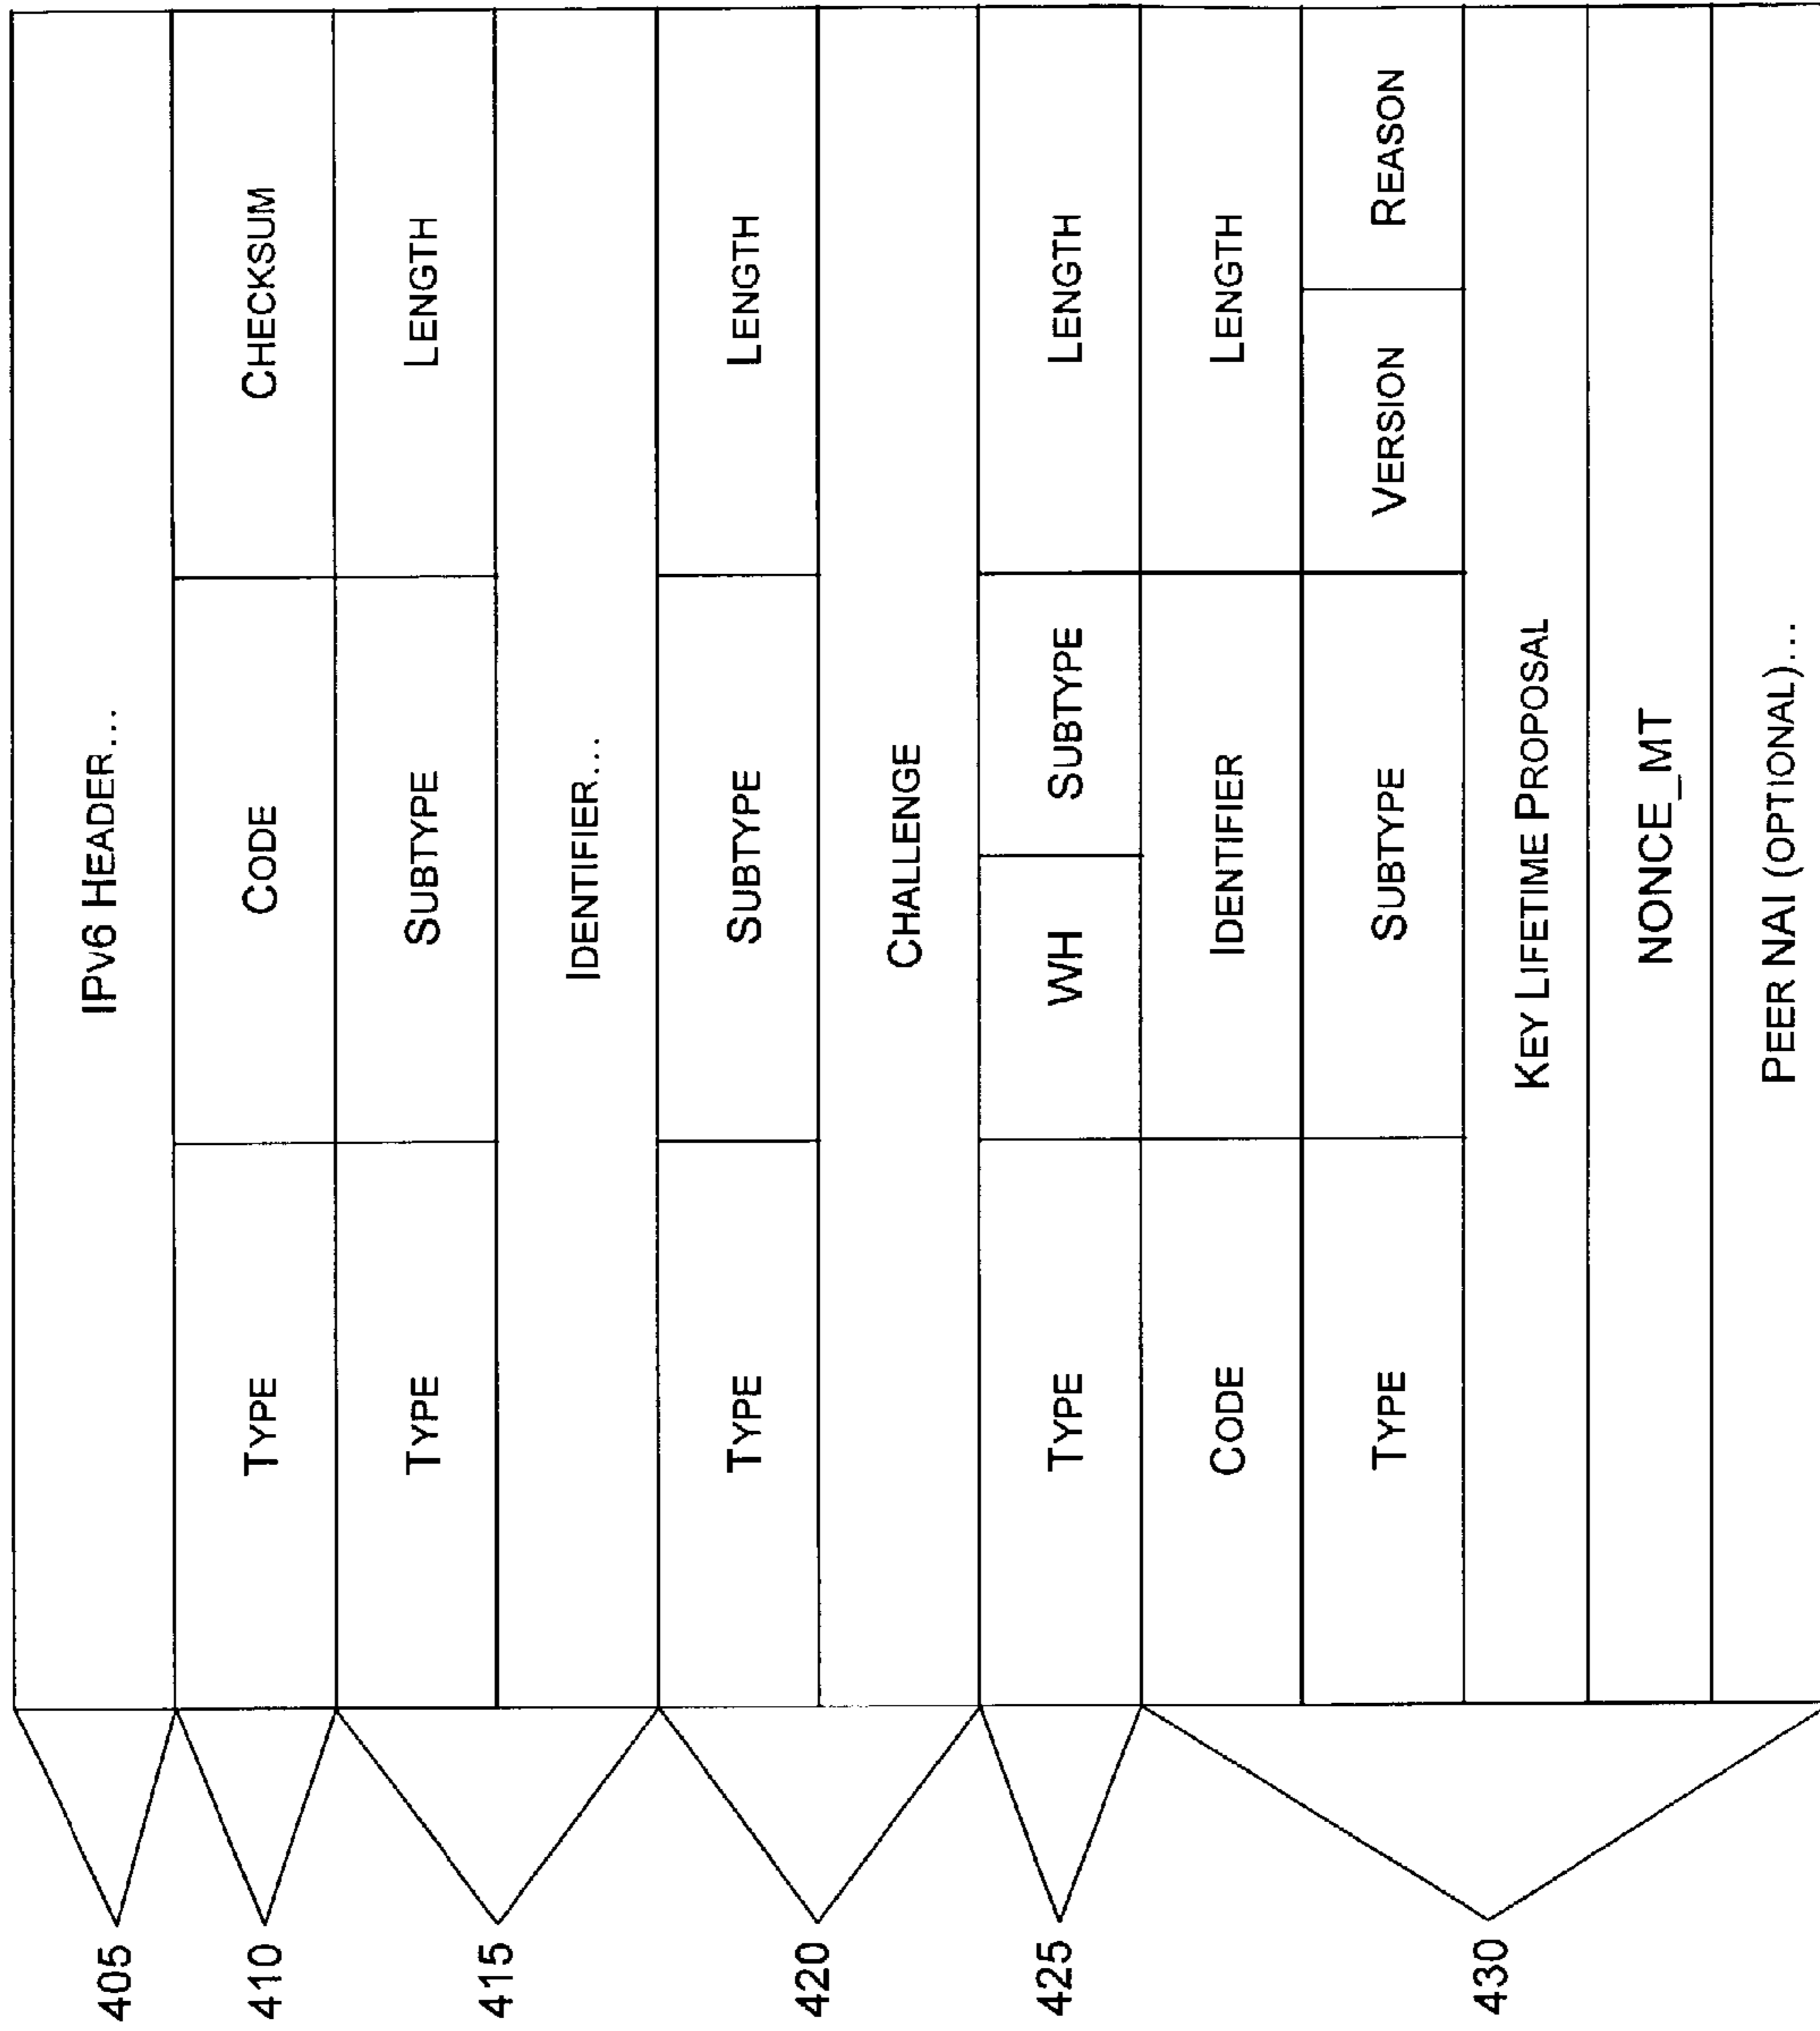 405 IPV6 HEADER...
410 TYPE CODE CHECKSUM
TYPE SUBTYPE LENGTH
415
IDENTIFIER...
TYPE SUBTYPE LENGTH
420
CHALLENGE
425 TYPE WH SUBTYPE LENGTH
CODE IDENTIFIER LENGTH
TYPE SUBTYPE VERSION REASON
430
KEY LIFETIME PROPOSAL
NONCE_MT
PEER NAI (OPTIONAL)...